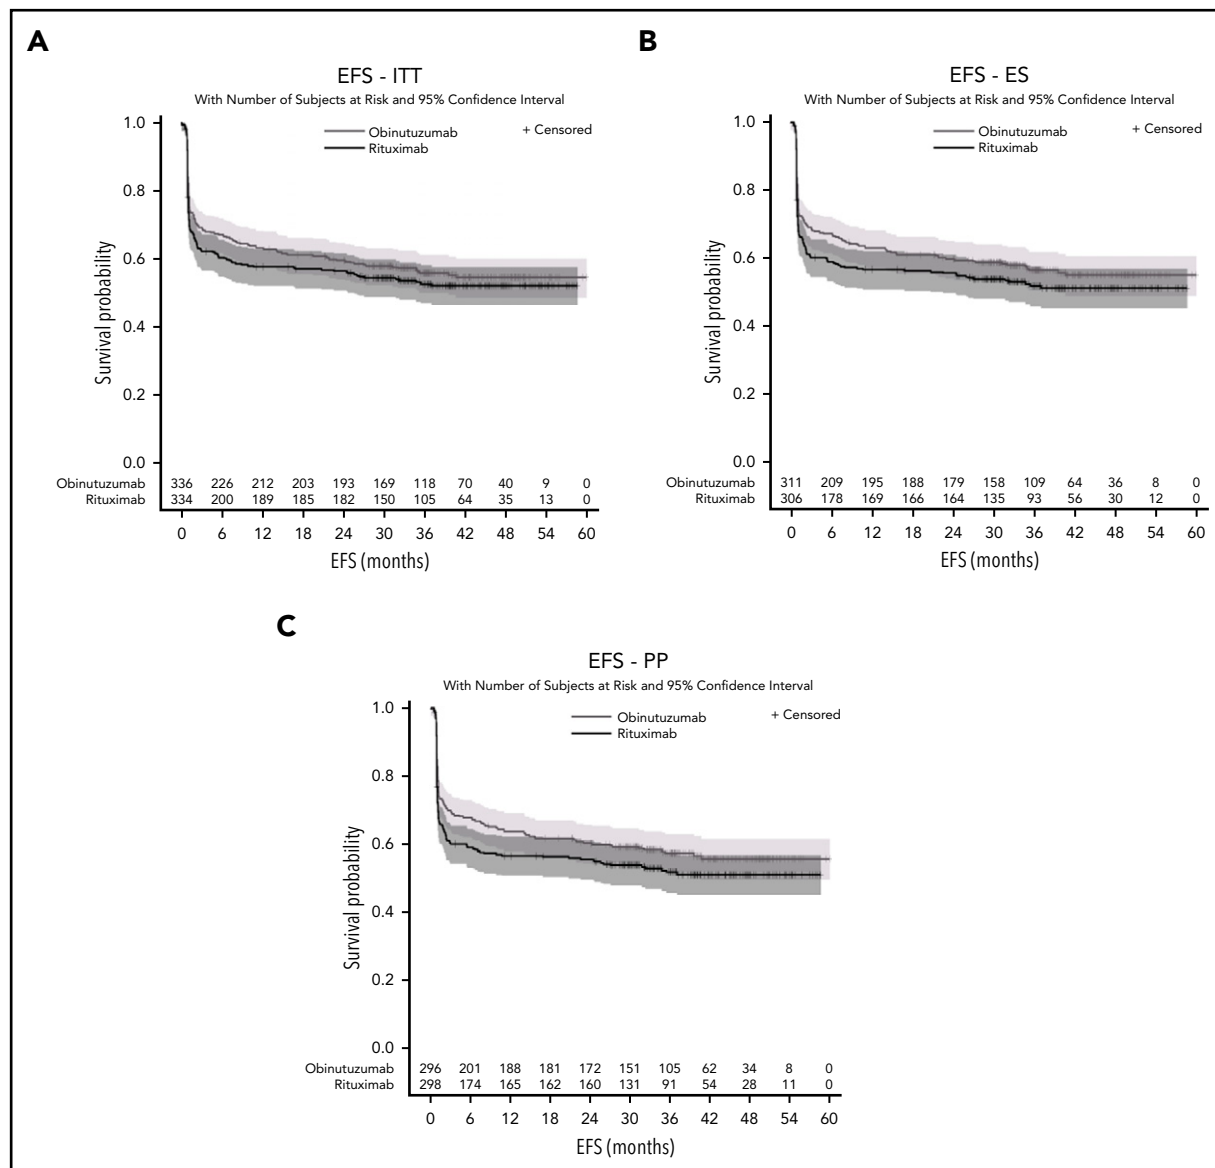 A
EFS - ITT
With Number of Subjects at Risk and 95% Confidence Interval
Obinutuzumab
Rituximab
+ Censored
1.0
0.8
0.6
0.4
0.2
0.0
Survival probability
Obinutuzumab 336 226 212 203 193 169 118 70 40 9 0
Rituximab 334 200 189 185 182 150 105 64 35 13 0
0 6 12 18 24 30 36 42 48 54 60
EFS (months)
B
EFS - ES
With Number of Subjects at Risk and 95% Confidence Interval
Obinutuzumab
Rituximab
+ Censored
1.0
0.8
0.6
0.4
0.2
0.0
Survival probability
Obinutuzumab 311 209 195 188 179 158 109 64 36 8 0
Rituximab 306 178 169 166 164 135 93 56 30 12 0
0 6 12 18 24 30 36 42 48 54 60
EFS (months)
C
EFS - PP
With Number of Subjects at Risk and 95% Confidence Interval
Obinutuzumab
Rituximab
+ Censored
1.0
0.8
0.6
0.4
0.2
0.0
Survival probability
Obinutuzumab 296 201 188 181 172 151 105 62 34 8 0
Rituximab 298 174 165 162 160 131 91 54 28 11 0
0 6 12 18 24 30 36 42 48 54 60
EFS (months)